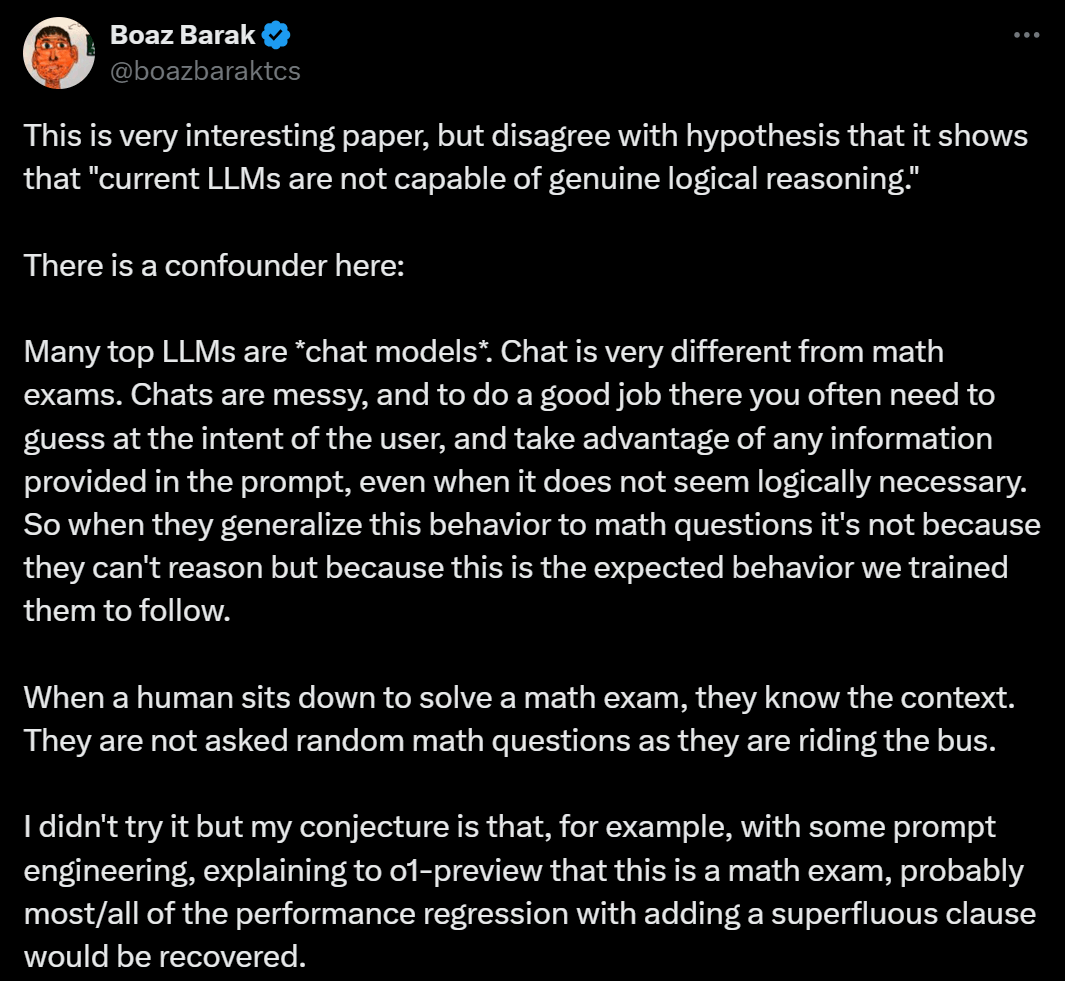 Boaz Barak
@boazbaraktcs
This is very interesting paper, but disagree with hypothesis that it shows
that "current LLMs are not capable of genuine logical reasoning."
There is a confounder here:
Many top LLMs are *chat models*. Chat is very different from math
exams. Chats are messy, and to do a good job there you often need to
guess at the intent of the user, and take advantage of any information
provided in the prompt, even when it does not seem logically necessary.
So when they generalize this behavior to math questions it's not because
they can't reason but because this is the expected behavior we trained
them to follow.
When a human sits down to solve a math exam, they know the context.
They are not asked random math questions as they are riding the bus.
I didn't try it but my conjecture is that, for example, with some prompt
engineering, explaining to o1-preview that this is a math exam, probably
most/all of the performance regression with adding a superfluous clause
would be recovered.